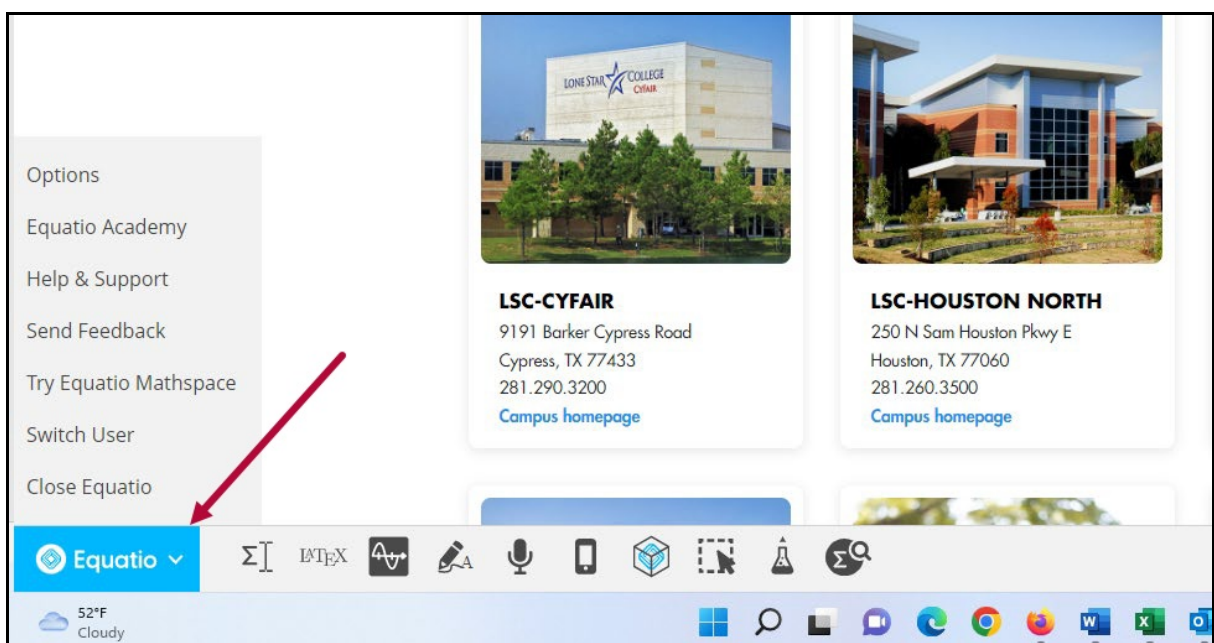 LONE STAR COLLEGE
CYFAIR
Options
Equatio Academy
Help & Support
Send Feedback
Try Equatio Mathspace
Switch User
Close Equatio
LSC-CYFAIR
9191 Barker Cypress Road
Cypress, TX 77433
281.290.3200
Campus homepage
LSC-HOUSTON NORTH
250 N Sam Houston Pkwy E
Houston, TX 77060
281.260.3500
Campus homepage
Equatio
Σ LATEX A Σ
52°F
Cloudy
W X O